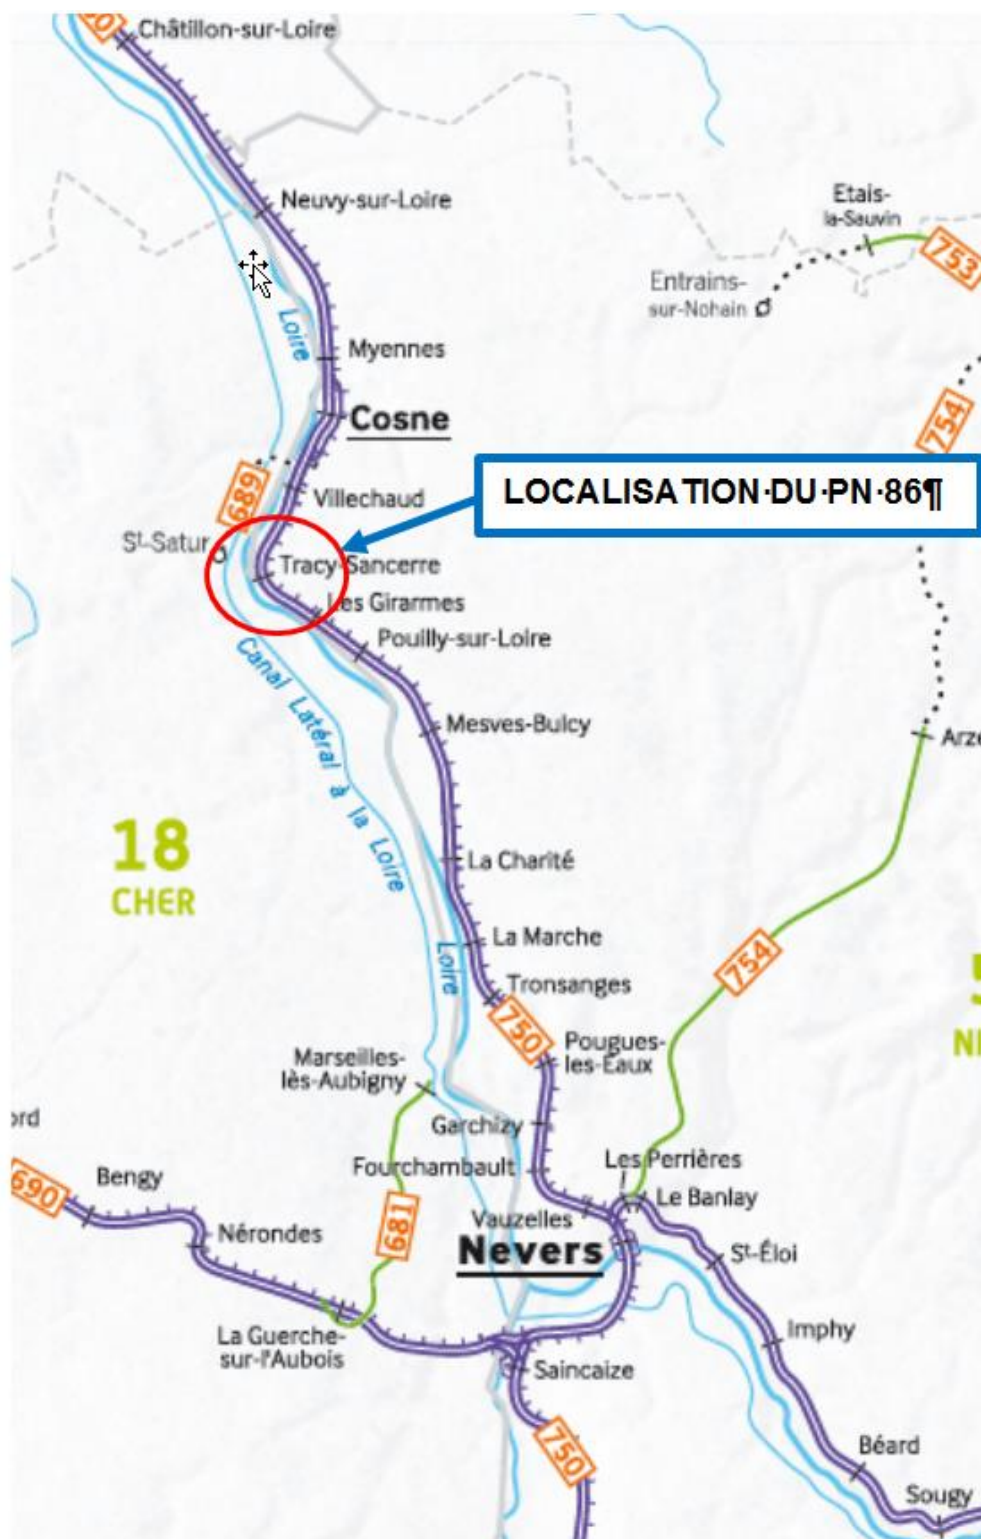 Châtillon-sur-Loire
Neuvy-sur-Loire
Etais-
la-Sauvin
753
Entrains-
sur-Nohain
Loire
Myennes
754
Cosne
689
Villechaud
LOCALISATION·DU·PN·86¶
St-Satur
Tracy-Sancerre
Les Girarmes
Pouilly-sur-Loire
Canal Latéral à la Loire
Mesves-Bulcy
Arze
18
CHER
La Charité
La Marche
754
Loire
Tronsanges
750
Pougues-
les-Eaux
Marseilles-
lès-Aubigny
ord
Garchizy
Fourchambault
Les Perrières
690
Bengy
Le Banlay
Vauzelles
681
Nérondes
Nevers
St-Éloi
La Guerche-
sur-l'Aubois
Imphy
Saincaize
750
Béard
Sougy